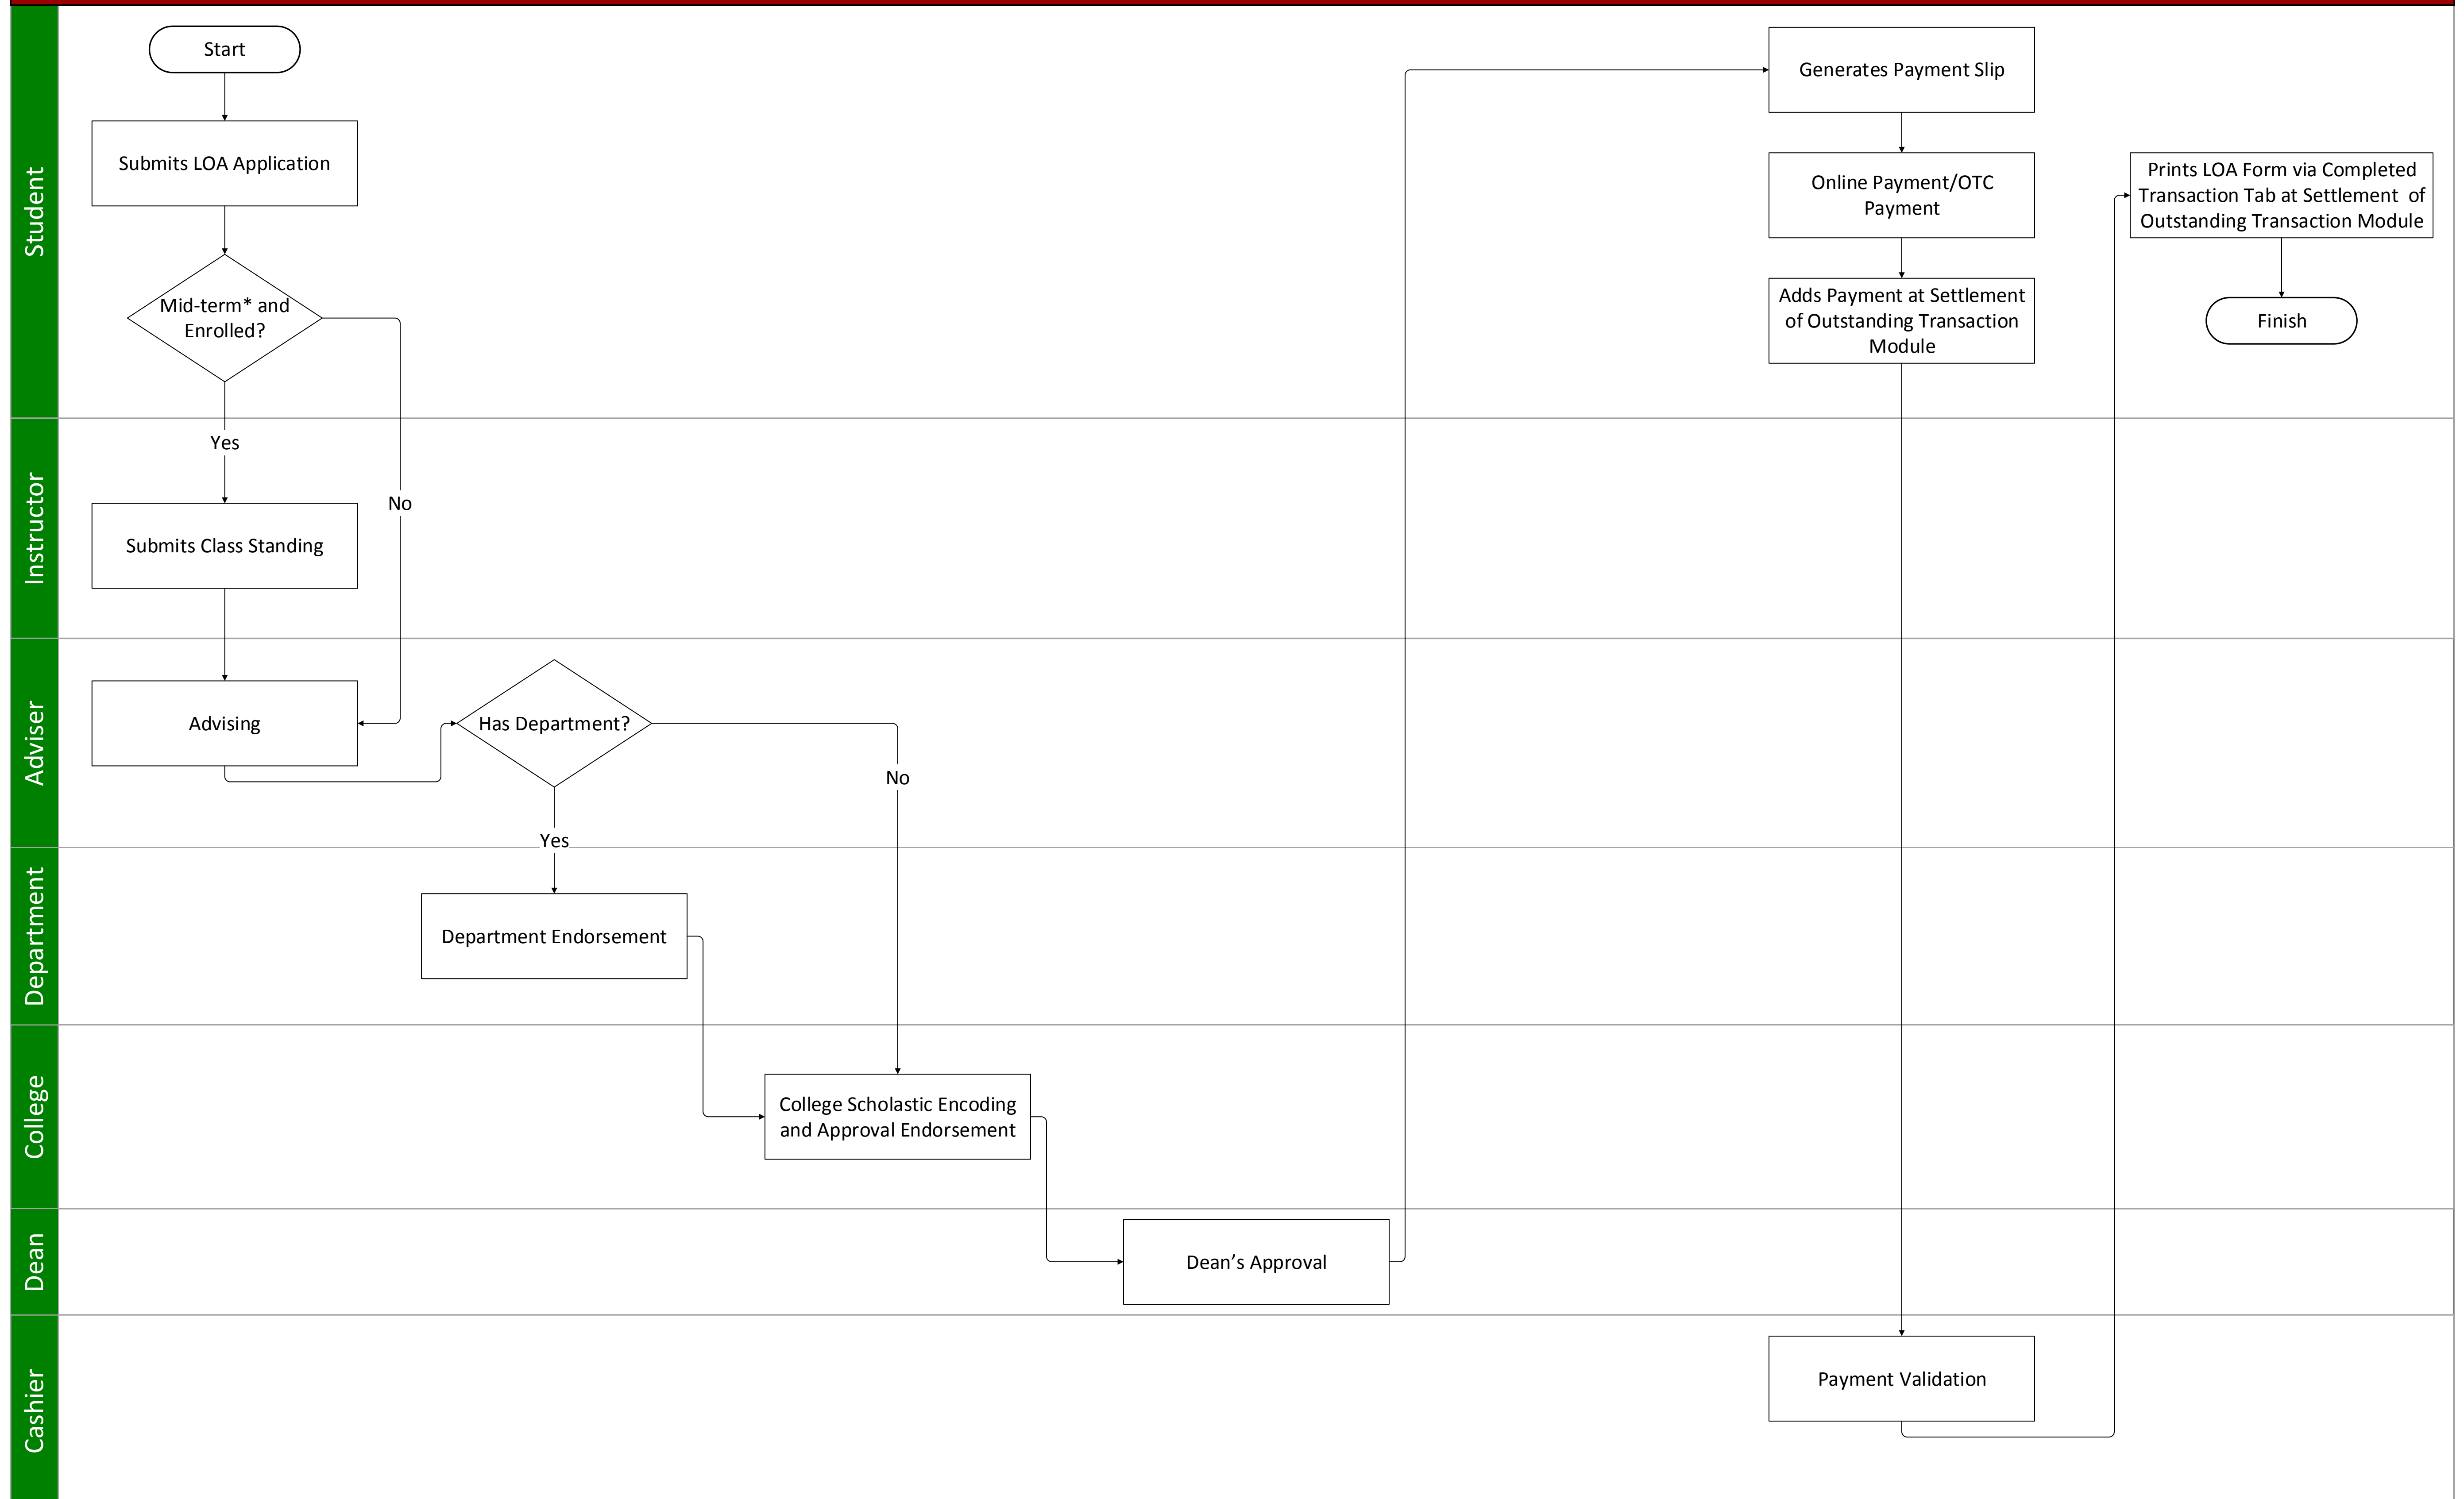 Student
Start
Submits LOA Application
Mid-term* and
Enrolled?
Generates Payment Slip
Online Payment/OTC
Payment
Adds Payment at Settlement
of Outstanding Transaction
Module
Prints LOA Form via Completed
Transaction Tab at Settlement of
Outstanding Transaction Module
Finish
Instructor
Yes
No
Submits Class Standing
Adviser
Advising
Has Department?
No
Yes
Department
Department Endorsement
College
College Scholastic Encoding
and Approval Endorsement
Dean
Dean’s Approval
Cashier
Payment Validation